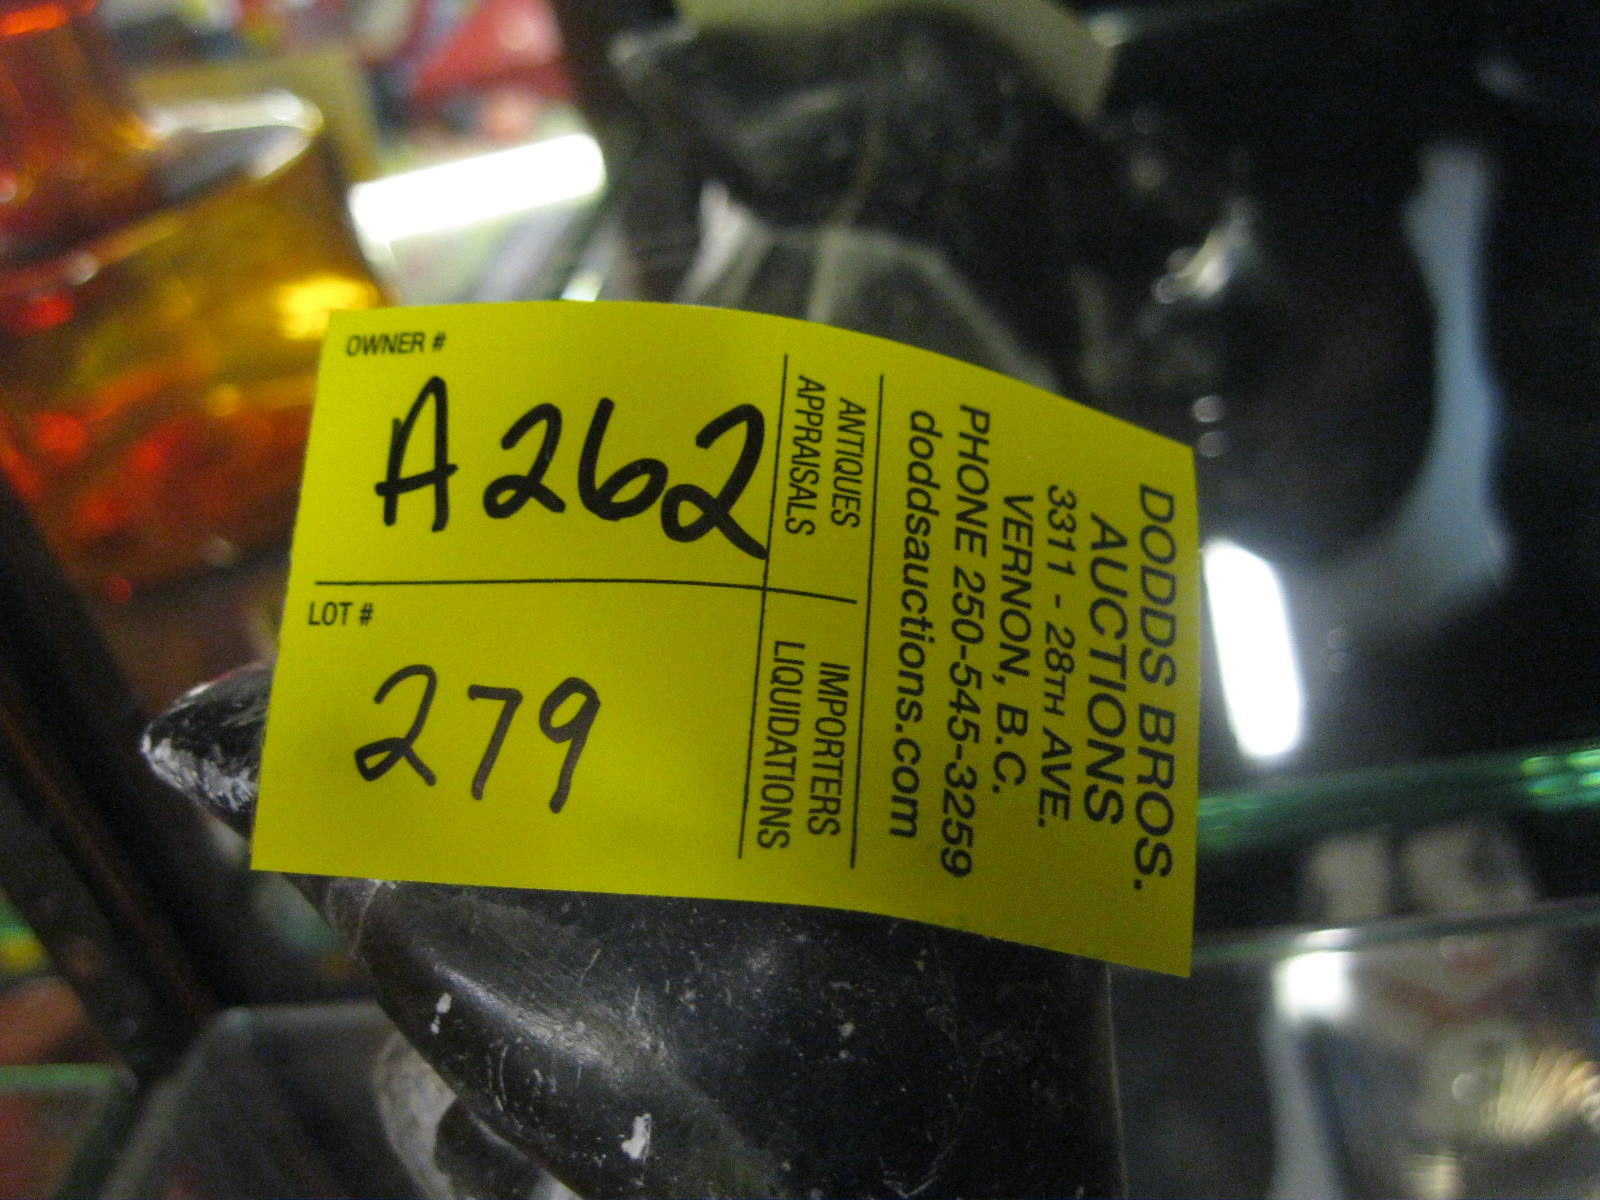 OWNER #
A262
LOT #
279
ANTIQUES
APPRAISALS
IMPORTERS
LIQUIDATIONS
DODDS BROS.
AUCTIONS
3311 - 28TH AVE.
VERNON, B.C.
PHONE 250-545-3259
doddsauctions.com